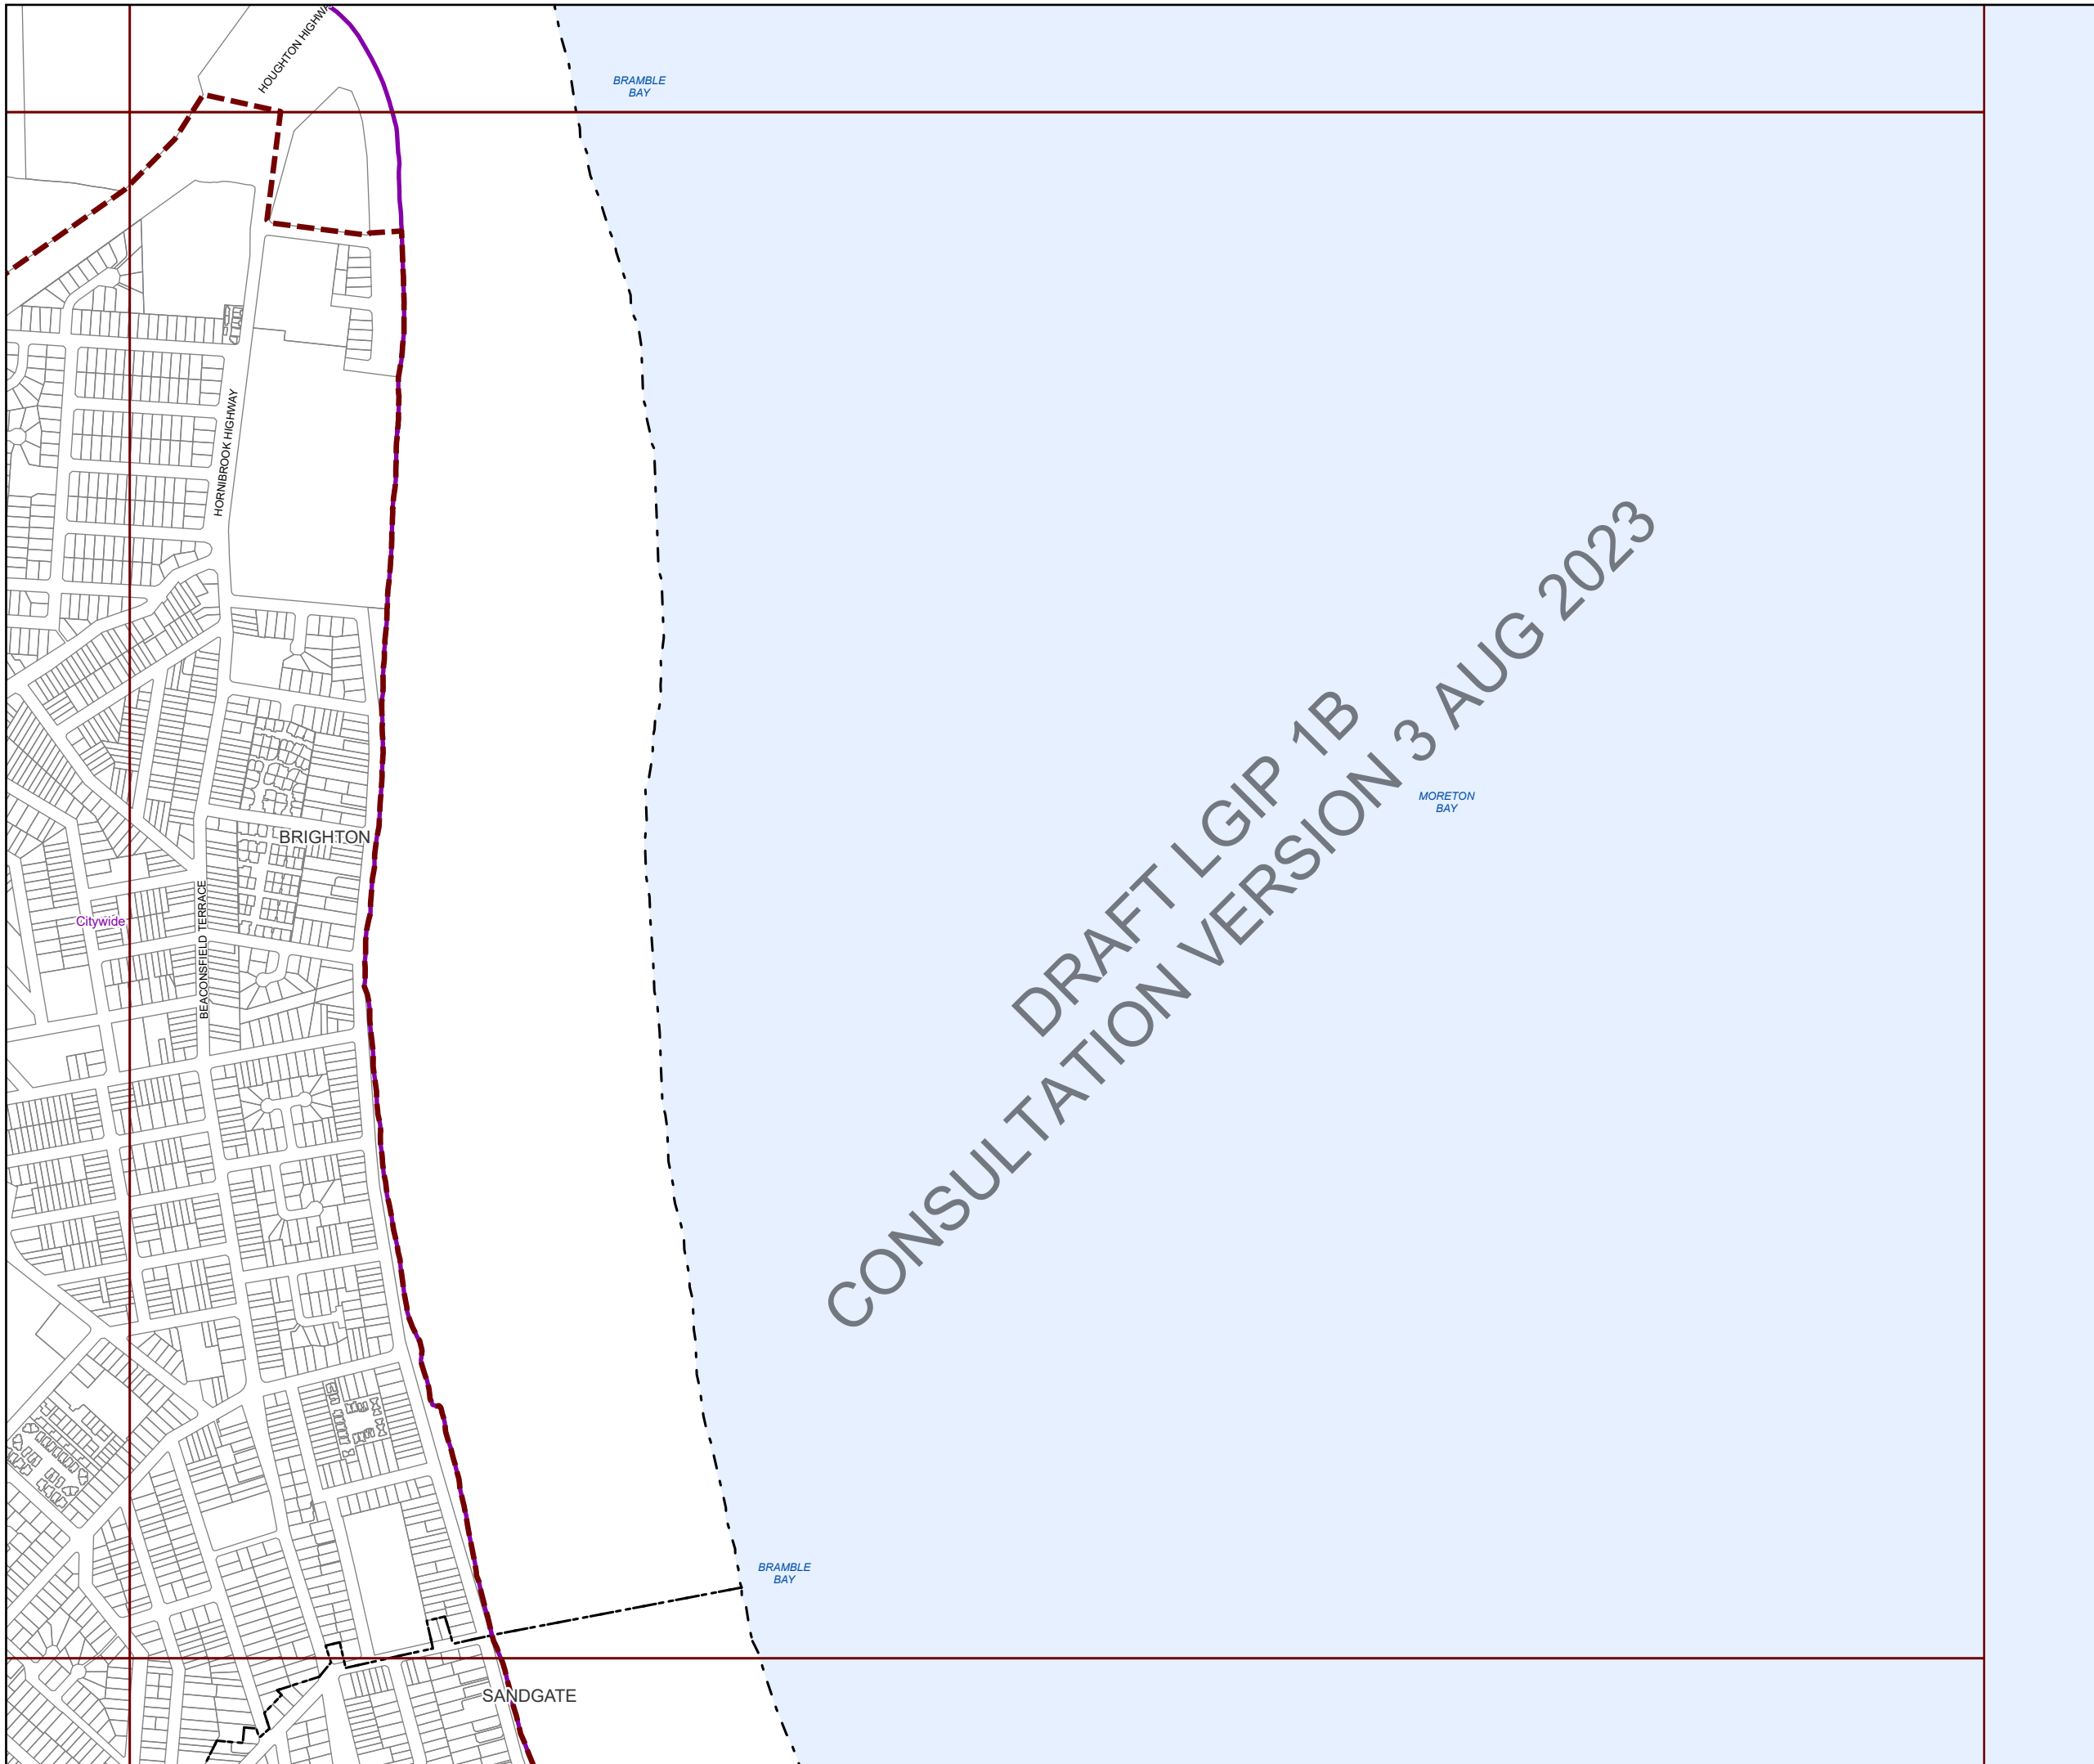 HOUGHTON HIGHWAY
BRAMBLE
BAY
HORNIBROOK HIGHWAY
DRAFT LGIP 1B
CONSULTATION VERSION 3 AUG 2023
MORETON
BAY
BRIGHTON
BEACONSFIELD TERRACE
Citywide
BRAMBLE
BAY
SANDGATE